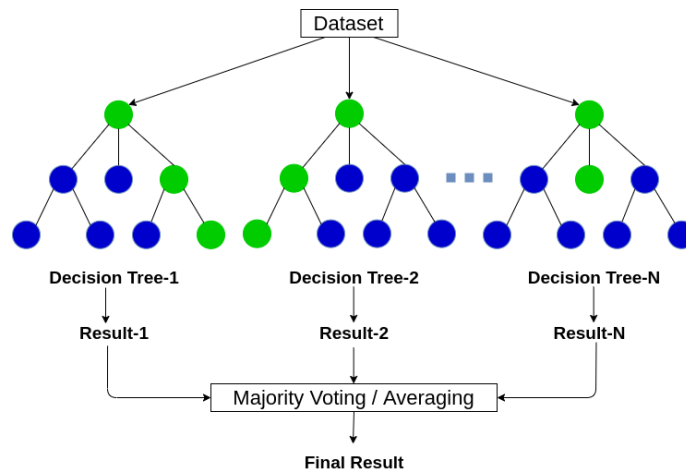 Dataset
Decision Tree-1
Decision Tree-2
Decision Tree-N
Result-1
Result-2
Result-N
Majority Voting / Averaging
Final Result